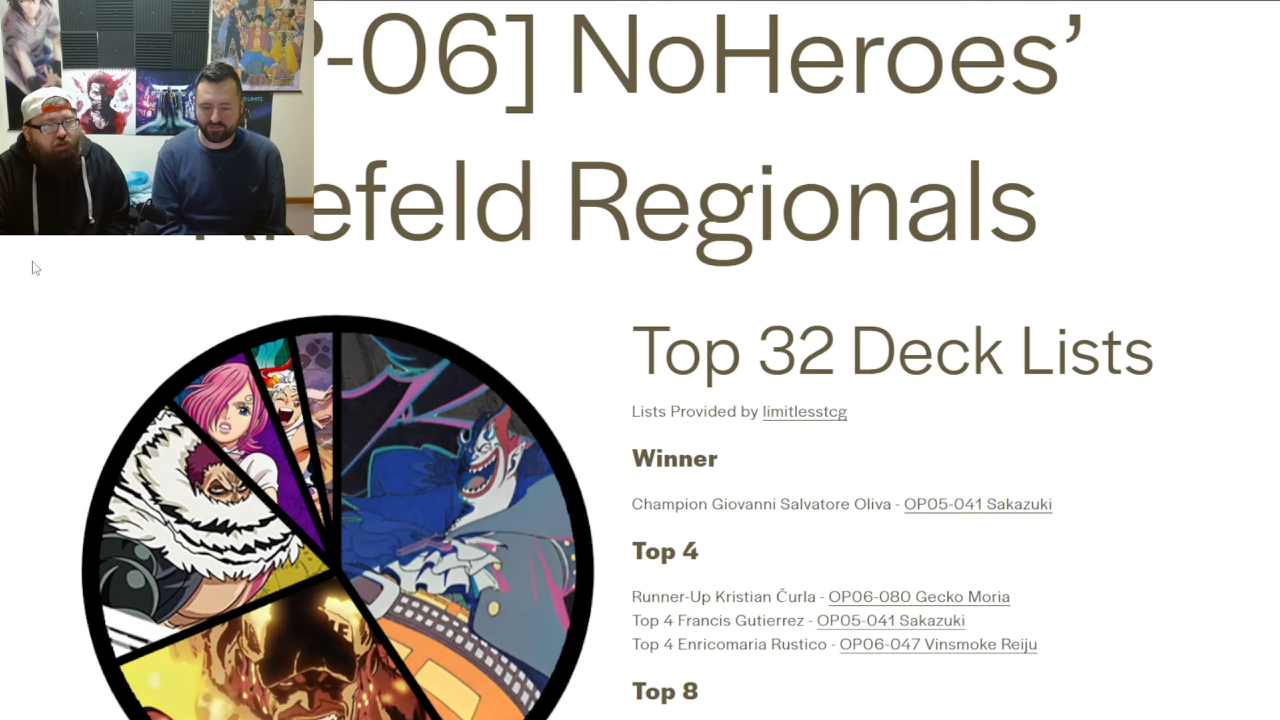 P-06] NoHeroes’
Krefeld Regionals
Top 32 Deck Lists
Lists Provided by limitlesstcg
Winner
Champion Giovanni Salvatore Oliva - OP05-041 Sakazuki
Top 4
Runner-Up Kristian Čurla - OP06-080 Gecko Moria
Top 4 Francis Gutierrez - OP05-041 Sakazuki
Top 4 Enricomaria Rustico - OP06-047 Vinsmoke Reiju
Top 8